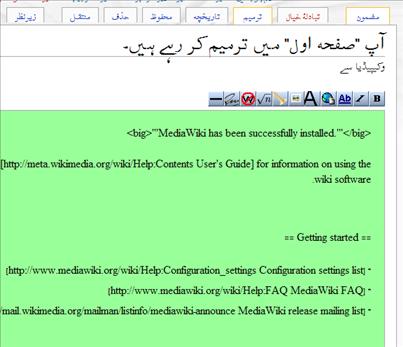 مضمون تبادلۂ خیال ترمیم تاریخچہ محفوظ حذف منتقل زیرنظر
آپ "صفحہ اول" میں ترمیم کر رہے ہیں۔
وکیپیڈیا سے
<big>'''MediaWiki has been successfully installed.'''</big>
[http://meta.wikimedia.org/wiki/Help:Contents User's Guide] for information on using the
wiki software.
== Getting started ==
* [http://www.mediawiki.org/wiki/Help:Configuration_settings Configuration settings list]
* [http://www.mediawiki.org/wiki/Help:FAQ MediaWiki FAQ]
/mail.wikimedia.org/mailman/listinfo/mediawiki-announce MediaWiki release mailing list]